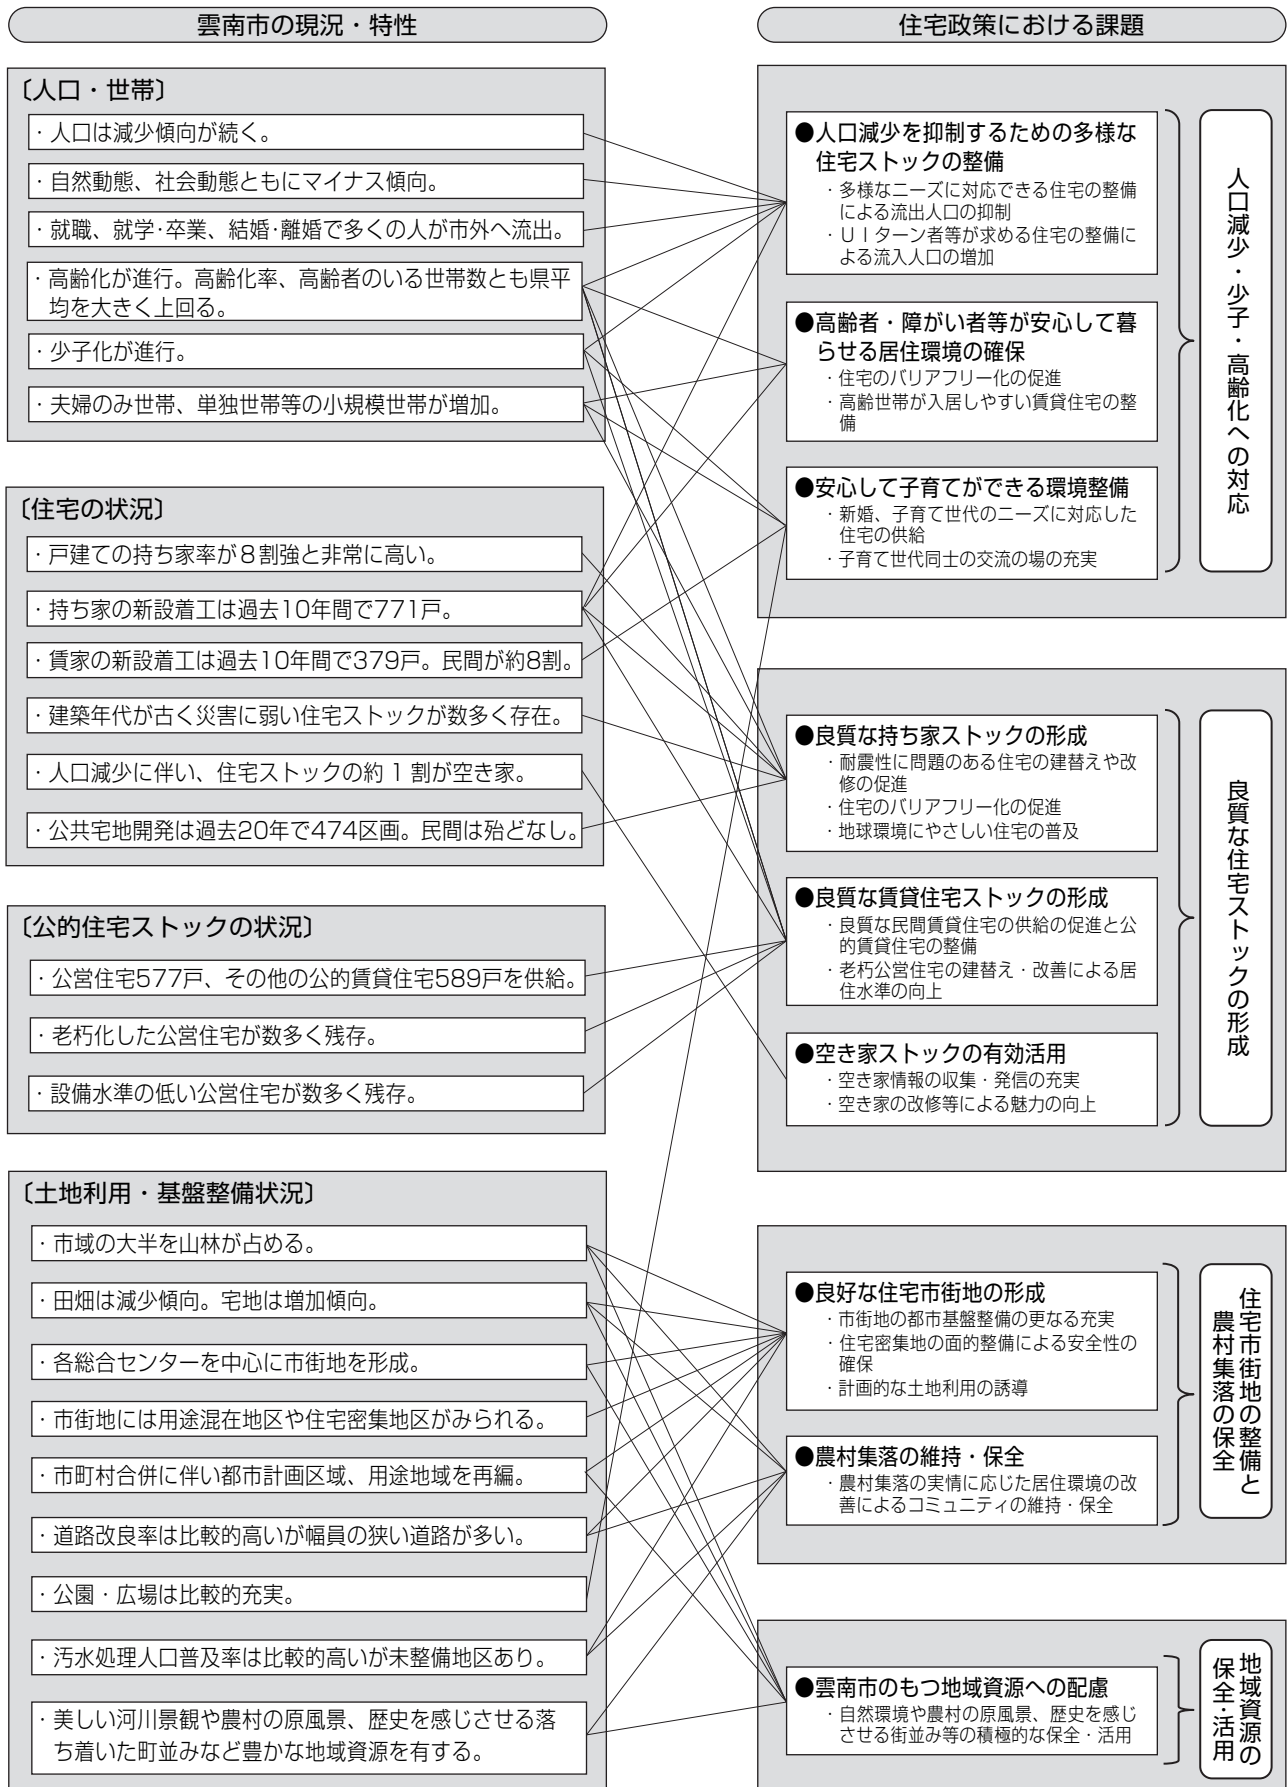 雲南市の現況・特性
〔人口・世帯〕
・人口は減少傾向が続く。
・自然動態、社会動態ともにマイナス傾向。
・就職、就学・卒業、結婚・離婚で多くの人が市外へ流出。
・高齢化が進行。高齢化率、高齢者のいる世帯数とも県平
均を大きく上回る。
・少子化が進行。
・夫婦のみ世帯、単独世帯等の小規模世帯が増加。
〔住宅の状況〕
・戸建ての持ち家率が8割強と非常に高い。
・持ち家の新設着工は過去10年間で771戸。
・賃家の新設着工は過去10年間で379戸。民間が約8割。
・建築年代が古く災害に弱い住宅ストックが数多く存在。
・人口減少に伴い、住宅ストックの約1割が空き家。
・公共宅地開発は過去20年で474区画。民間は殆どなし。
〔公的住宅ストックの状況〕
・公営住宅577戸、その他の公的賃貸住宅589戸を供給。
・老朽化した公営住宅が数多く残存。
・設備水準の低い公営住宅が数多く残存。
〔土地利用・基盤整備状況〕
・市域の大半を山林が占める。
・田畑は減少傾向。宅地は増加傾向。
・各総合センターを中心に市街地を形成。
・市街地には用途混在地区や住宅密集地区がみられる。
・市町村合併に伴い都市計画区域、用途地域を再編。
・道路改良率は比較的高いが幅員の狭い道路が多い。
・公園・広場は比較的充実。
・汚水処理人口普及率は比較的高いが未整備地区あり。
・美しい河川景観や農村の原風景、歴史を感じさせる落
ち着いた町並みなど豊かな地域資源を有する。
住宅政策における課題
●人口減少を抑制するための多様な
住宅ストックの整備
・多様なニーズに対応できる住宅の整備
による流出人口の抑制
・UIターン者等が求める住宅の整備に
よる流入人口の増加
●高齢者・障がい者等が安心して暮
らせる居住環境の確保
・住宅のバリアフリー化の促進
・高齢世帯が入居しやすい賃貸住宅の整
備
●安心して子育てができる環境整備
・新婚、子育て世代のニーズに対応した
住宅の供給
・子育て世代同士の交流の場の充実
人口減少・少子・高齢化への対応
●良質な持ち家ストックの形成
・耐震性に問題のある住宅の建替えや改
修の促進
・住宅のバリアフリー化の促進
・地球環境にやさしい住宅の普及
●良質な賃貸住宅ストックの形成
・良質な民間賃貸住宅の供給の促進と公
的賃貸住宅の整備
・老朽公営住宅の建替え・改善による居
住水準の向上
●空き家ストックの有効活用
・空き家情報の収集・発信の充実
・空き家の改修等による魅力の向上
良質な住宅ストックの形成
●良好な住宅市街地の形成
・市街地の都市基盤整備の更なる充実
・住宅密集地の面的整備による安全性の
確保
・計画的な土地利用の誘導
●農村集落の維持・保全
・農村集落の実情に応じた居住環境の改
善によるコミュニティの維持・保全
住宅市街地の整備と
農村集落の保全
●雲南市のもつ地域資源への配慮
・自然環境や農村の原風景、歴史を感じ
させる街並み等の積極的な保全・活用
地域資源の
保全・活用